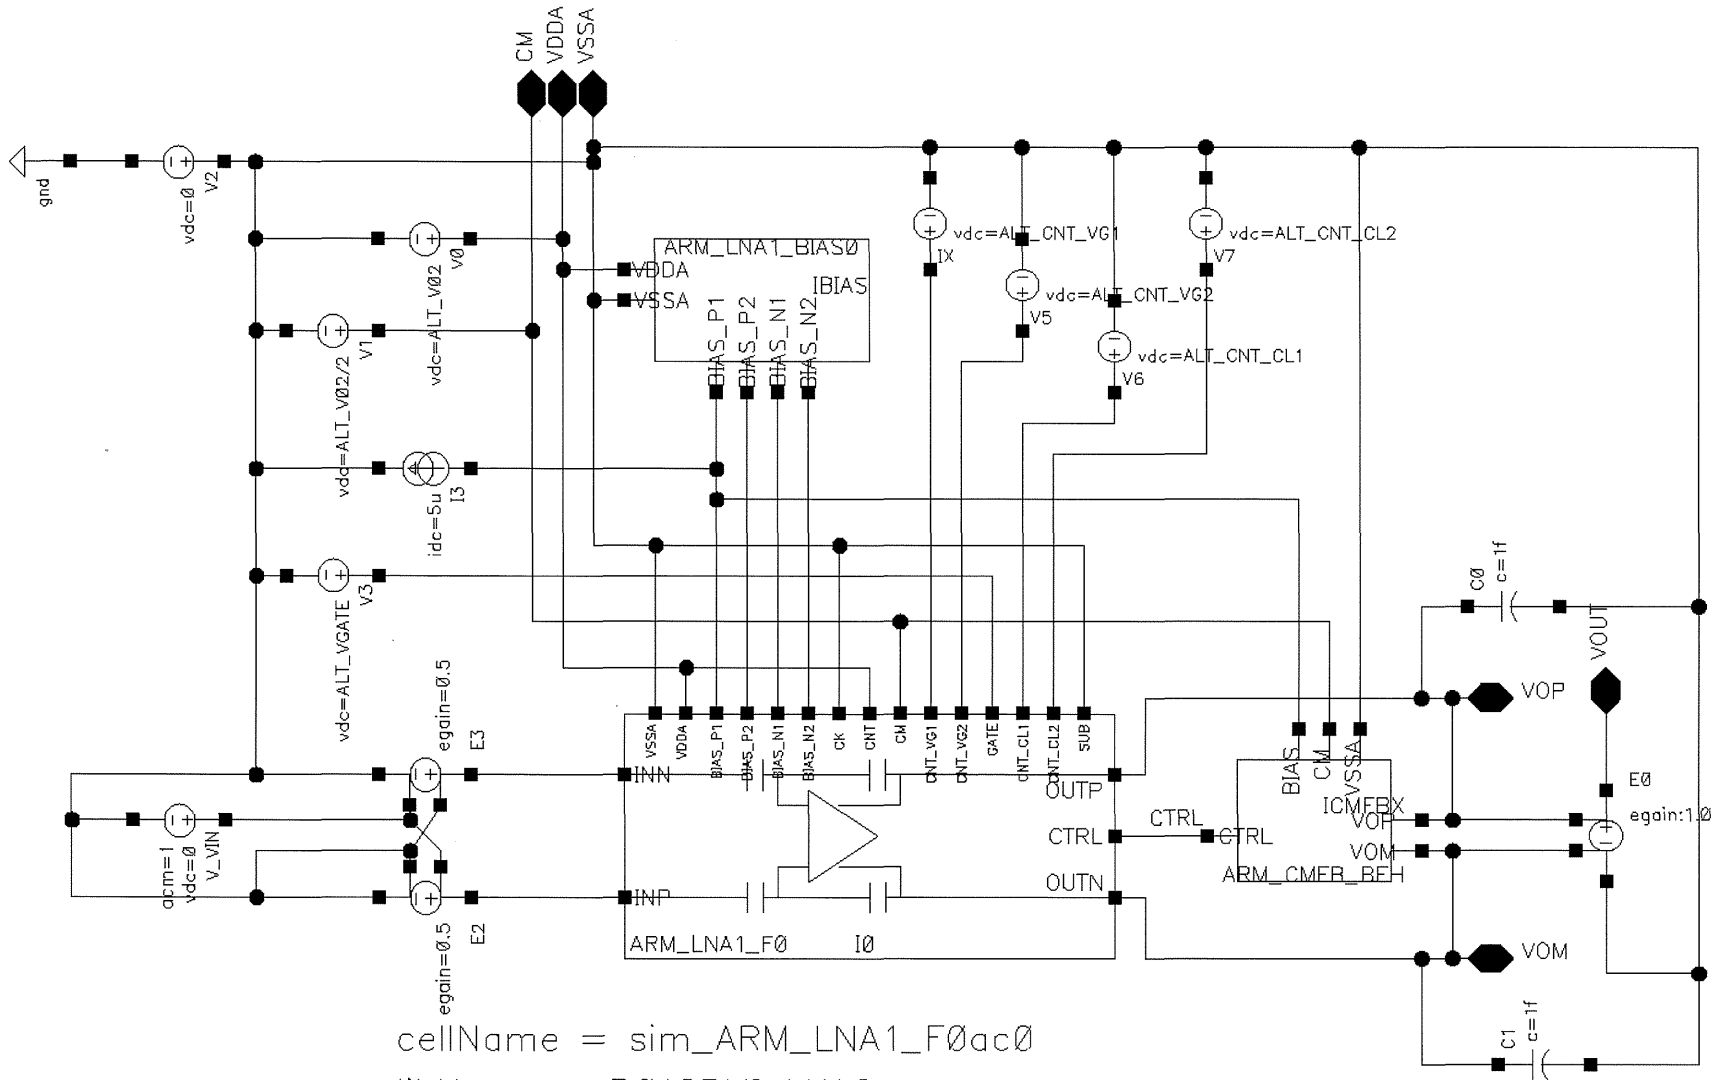 CM
VDDA
VSSA
gnd
V2
vdc=0
V0
vdc=ALT_V02
V1
vdc=ALT_V02/2
I3
idc=5u
V3
vdc=ALT_VGATE
ARM_LNA1_BIAS0
VDDA
IBIAS
VSSA
BIAS_P1
BIAS_P2
BIAS_N1
BIAS_N2
vdc=ALT_CNT_VG1
IX
vdc=ALT_CNT_VG2
V5
vdc=ALT_CNT_CL1
V6
vdc=ALT_CNT_CL2
V7
C0
c=1f
VOUT
VOP
egain=0.5
E3
VSSA
VDDA
BIAS_P1
BIAS_P2
BIAS_N1
BIAS_N2
CK
CNT
CM
CNT_VG1
CNT_VG2
GATE
CNT_CL1
CNT_CL2
SUB
INN
OUTP
CTRL
OUTN
INP
ARM_LNA1_F0
I0
CTRL
BIAS
CM
VSSA
ICMFBX
VOP
CTRL
VOM
ARM_CMFB_BEH
E0
egain:1.0
acm=1
vdc=0
V_VIN
egain=0.5
E2
VOM
C1
c=1f
cellName = sim_ARM_LNA1_F0ac0